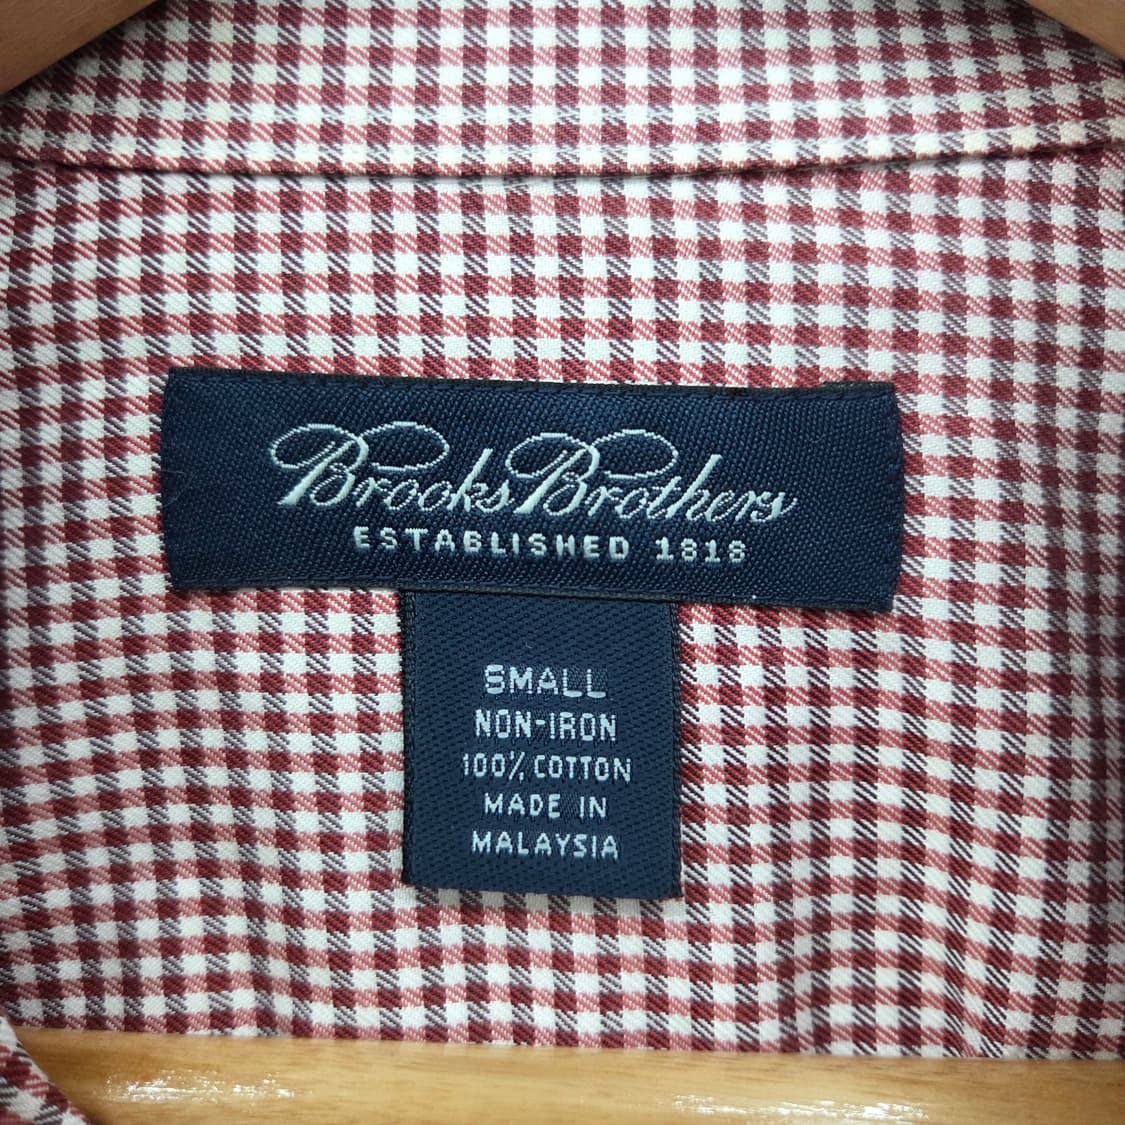 Brooks Brothers
ESTABLISHED 1818
SMALL
NON-IRON
100% COTTON
MADE IN
MALAYSIA